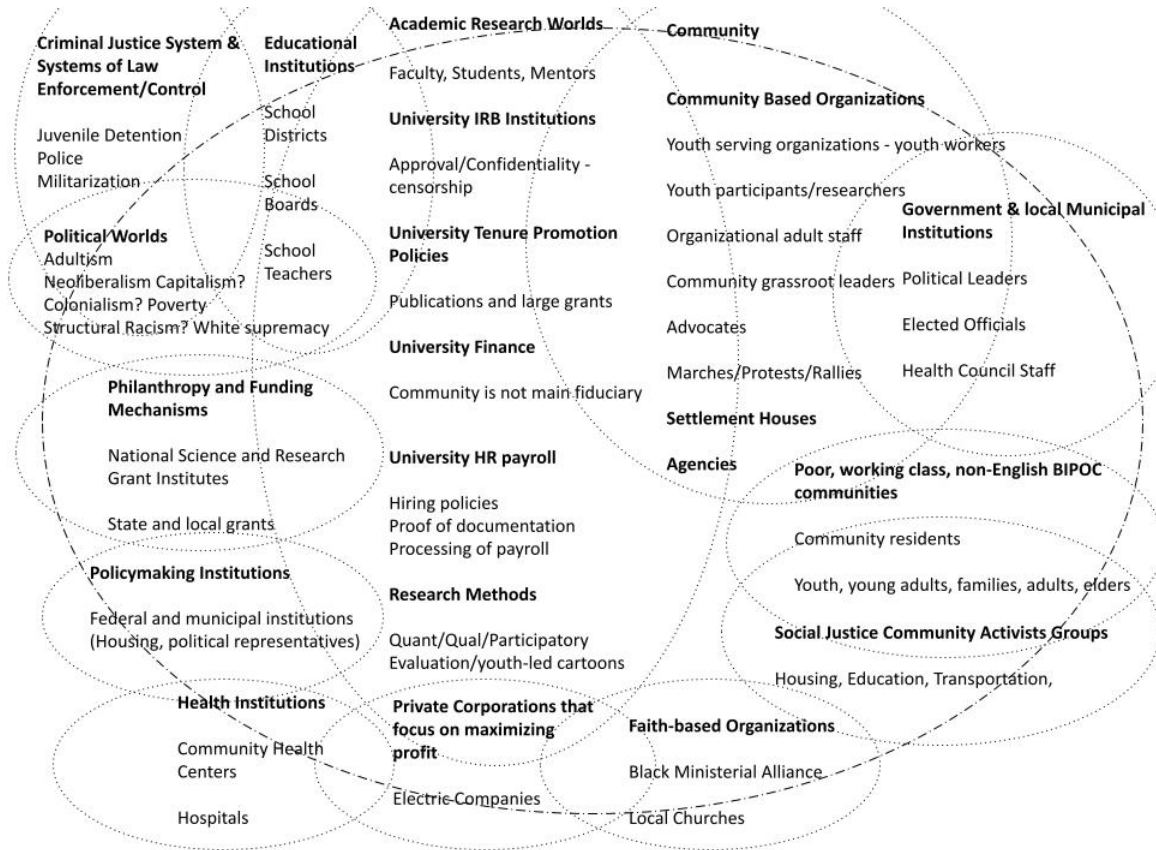 Criminal Justice System &
Systems of Law
Enforcement/Control
Juvenile Detention
Police
Militarization
Educational
Institutions
School
Districts
School
Boards
School
Teachers
Political Worlds
Adultism
Neoliberalism Capitalism?
Colonialism? Poverty
Structural Racism? White supremacy
Philanthropy and Funding
Mechanisms
National Science and Research
Grant Institutes
State and local grants
Policymaking Institutions
Federal and municipal institutions
(Housing, political representatives)
Health Institutions
Community Health
Centers
Hospitals
Academic Research Worlds
Faculty, Students, Mentors
University IRB Institutions
Approval/Confidentiality -
censorship
University Tenure Promotion
Policies
Publications and large grants
University Finance
Community is not main fiduciary
University HR payroll
Hiring policies
Proof of documentation
Processing of payroll
Research Methods
Quant/Qual/Participatory
Evaluation/youth-led cartoons
Private Corporations that
focus on maximizing
profit
Electric Companies
Community
Community Based Organizations
Youth serving organizations - youth workers
Youth participants/researchers
Organizational adult staff
Community grassroot leaders
Advocates
Marches/Protests/Rallies
Settlement Houses
Agencies
Government & local Municipal
Institutions
Political Leaders
Elected Officials
Health Council Staff
Poor, working class, non-English BIPOC
communities
Community residents
Youth, young adults, families, adults, elders
Social Justice Community Activists Groups
Housing, Education, Transportation,
Faith-based Organizations
Black Ministerial Alliance
Local Churches